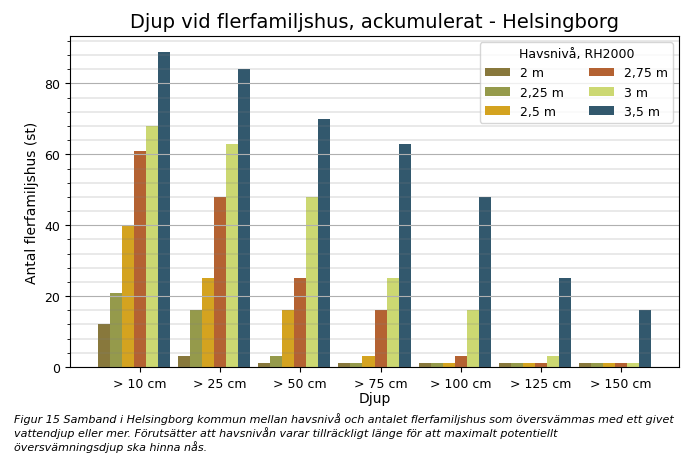 Djup vid flerfamiljshus, ackumulerat - Helsingborg
Antal flerfamiljshus (st)
80
60
40
20
0
Havsnivå, RH2000
2 m
2,25 m
2,5 m
2,75 m
3 m
3,5 m
> 10 cm
> 25 cm
> 50 cm
> 75 cm
> 100 cm
> 125 cm
> 150 cm
Djup
Figur 15 Samband i Helsingborg kommun mellan havsnivå och antalet flerfamiljshus som översvämmas med ett givet
vattendjup eller mer. Förutsätter att havsnivån varar tillräckligt länge för att maximalt potentiellt
översvämningsdjup ska hinna nås.